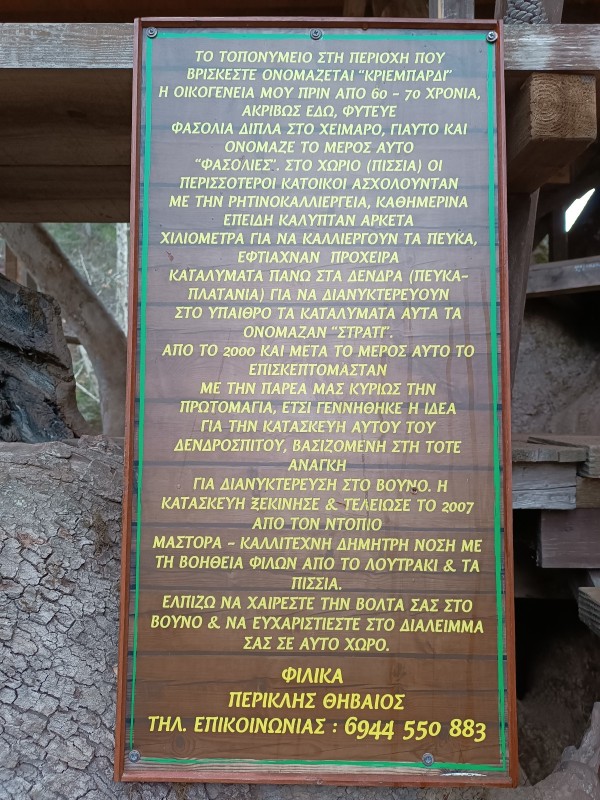 ΤΟ ΤΟΠΟΝΥΜΕΙΟ ΣΤΗ ΠΕΡΙΟΧΗ ΠΟΥ
ΒΡΙΣΚΕΣΤΕ ΟΝΟΜΑΖΕΤΑΙ "ΚΡΙΕΜΠΑΡΔΙ"
Η ΟΙΚΟΓΕΝΕΙΑ ΜΟΥ ΠΡΙΝ ΑΠΟ 60 - 70 ΧΡΟΝΙΑ,
ΑΚΡΙΒΩΣ ΕΔΩ, ΦΥΤΕΥΕ
ΦΑΣΟΛΙΑ ΔΙΠΛΑ ΣΤΟ ΧΕΙΜΑΡΟ, ΓΙΑΥΤΟ ΚΑΙ
ΟΝΟΜΑΖΕ ΤΟ ΜΕΡΟΣ ΑΥΤΟ
"ΦΑΣΟΛΙΕΣ". ΣΤΟ ΧΩΡΙΟ (ΠΙΣΣΙΑ) ΟΙ
ΠΕΡΙΣΣΟΤΕΡΟΙ ΚΑΤΟΙΚΟΙ ΑΣΧΟΛΟΥΝΤΑΝ
ΜΕ ΤΗΝ ΡΗΤΙΝΟΚΑΛΛΙΕΡΓΕΙΑ, ΚΑΘΗΜΕΡΙΝΑ
ΕΠΕΙΔΗ ΚΑΛΥΠΤΑΝ ΑΡΚΕΤΑ
ΧΙΛΙΟΜΕΤΡΑ ΓΙΑ ΝΑ ΚΑΛΛΙΕΡΓΟΥΝ ΤΑ ΠΕΥΚΑ,
ΕΦΤΙΑΧΝΑΝ ΠΡΟΧΕΙΡΑ
ΚΑΤΑΛΥΜΑΤΑ ΠΑΝΩ ΣΤΑ ΔΕΝΔΡΑ (ΠΕΥΚΑ-
ΠΛΑΤΑΝΙΑ) ΓΙΑ ΝΑ ΔΙΑΝΥΚΤΕΡΕΥΟΥΝ
ΣΤΟ ΥΠΑΙΘΡΟ ΤΑ ΚΑΤΑΛΥΜΑΤΑ ΑΥΤΑ ΤΑ
ΟΝΟΜΑΖΑΝ "ΣΤΡΑΤΙ".
ΑΠΟ ΤΟ 2000 ΚΑΙ ΜΕΤΑ ΤΟ ΜΕΡΟΣ ΑΥΤΟ ΤΟ
ΕΠΙΣΚΕΠΤΟΜΑΣΤΑΝ
ΜΕ ΤΗΝ ΠΑΡΕΑ ΜΑΣ ΚΥΡΙΩΣ ΤΗΝ
ΠΡΩΤΟΜΑΓΙΑ, ΕΤΣΙ ΓΕΝΝΗΘΗΚΕ Η ΙΔΕΑ
ΓΙΑ ΤΗΝ ΚΑΤΑΣΚΕΥΗ ΑΥΤΟΥ ΤΟΥ
ΔΕΝΔΡΟΣΠΙΤΟΥ, ΒΑΣΙΖΟΜΕΝΗ ΣΤΗ ΤΟΤΕ
ΑΝΑΓΚΗ
ΓΙΑ ΔΙΑΝΥΚΤΕΡΕΥΣΗ ΣΤΟ ΒΟΥΝΟ. Η
ΚΑΤΑΣΚΕΥΗ ΞΕΚΙΝΗΣΕ & ΤΕΛΕΙΩΣΕ ΤΟ 2007
ΑΠΟ ΤΟΝ ΝΤΟΠΙΟ
ΜΑΣΤΟΡΑ - ΚΑΛΛΙΤΕΧΝΗ ΔΗΜΗΤΡΗ ΝΟΣΗ ΜΕ
ΤΗ ΒΟΗΘΕΙΑ ΦΙΛΩΝ ΑΠΟ ΤΟ ΛΟΥΤΡΑΚΙ & ΤΑ
ΠΙΣΣΙΑ.
ΕΛΠΙΖΩ ΝΑ ΧΑΙΡΕΣΤΕ ΤΗΝ ΒΟΛΤΑ ΣΑΣ ΣΤΟ
ΒΟΥΝΟ & ΝΑ ΕΥΧΑΡΙΣΤΙΕΣΤΕ ΣΤΟ ΔΙΑΛΕΙΜΜΑ
ΣΑΣ ΣΕ ΑΥΤΟ ΧΩΡΟ.
ΦΙΛΙΚΑ
ΠΕΡΙΚΛΗΣ ΘΗΒΑΙΟΣ
ΤΗΛ. ΕΠΙΚΟΙΝΩΝΙΑΣ : 6944 550 883